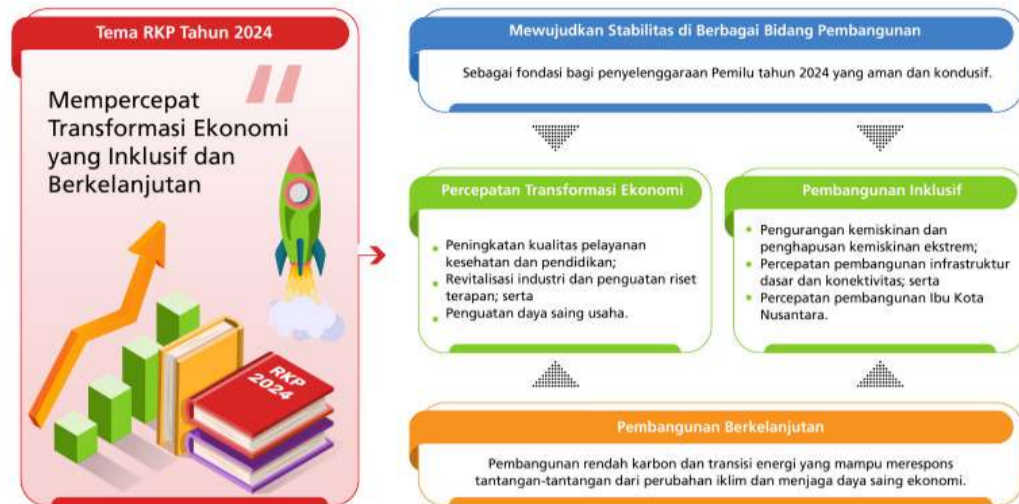 Tema RKP Tahun 2024
Mempercepat
Transformasi Ekonomi
yang Inklusif dan
Berkelanjutan
RKP
2024
Mewujudkan Stabilitas di Berbagai Bidang Pembangunan
Sebagai fondasi bagi penyelenggaraan Pemilu tahun 2024 yang aman dan kondusif.
Percepatan Transformasi Ekonomi
• Peningkatan kualitas pelayanan
kesehatan dan pendidikan;
• Revitalisasi industri dan penguatan riset
terapan; serta
• Penguatan daya saing usaha.
Pembangunan Inklusif
• Pengurangan kemiskinan dan
penghapusan kemiskinan ekstrem;
• Percepatan pembangunan infrastruktur
dasar dan konektivitas; serta
• Percepatan pembangunan Ibu Kota
Nusantara.
Pembangunan Berkelanjutan
Pembangunan rendah karbon dan transisi energi yang mampu merespons
tantangan-tantangan dari perubahan iklim dan menjaga daya saing ekonomi.